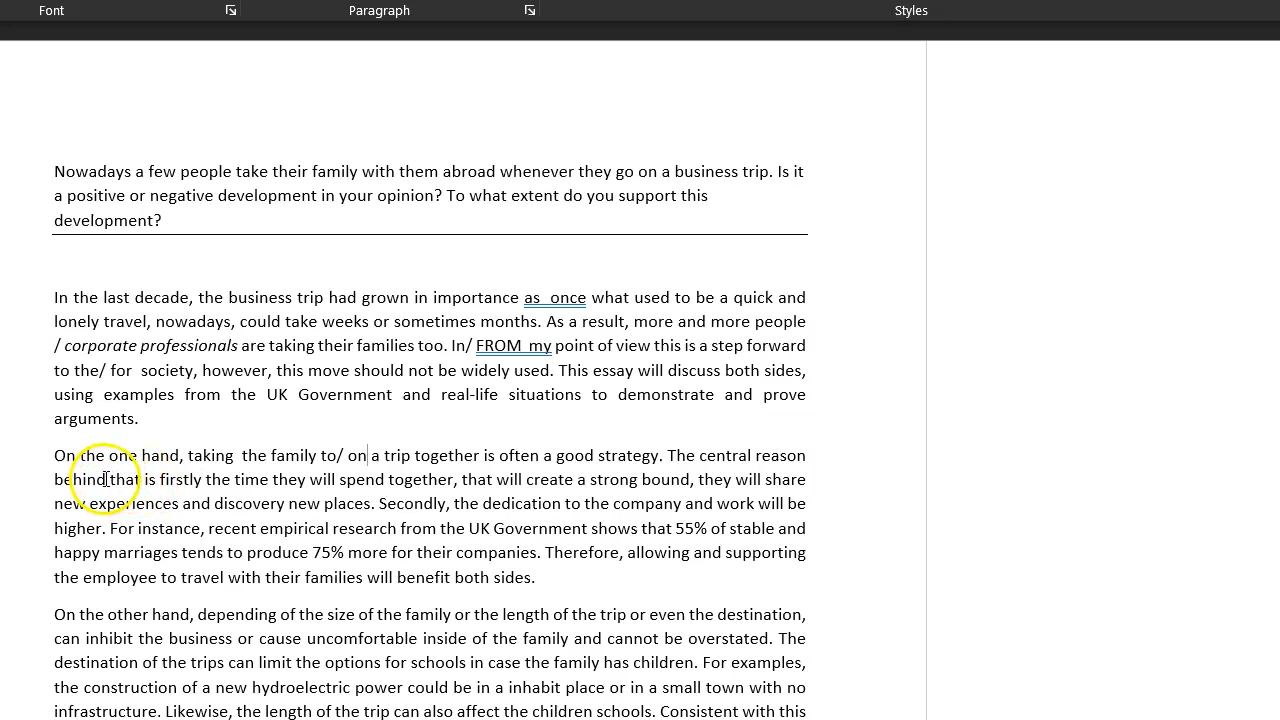 Font Paragraph Styles
Nowadays a few people take their family with them abroad whenever they go on a business trip. Is it
a positive or negative development in your opinion? To what extent do you support this
development?
In the last decade, the business trip had grown in importance as once what used to be a quick and
lonely travel, nowadays, could take weeks or sometimes months. As a result, more and more people
/ corporate professionals are taking their families too. In/ FROM my point of view this is a step forward
to the/ for society, however, this move should not be widely used. This essay will discuss both sides,
using examples from the UK Government and real-life situations to demonstrate and prove
arguments.
On the one hand, taking the family to/ on a trip together is often a good strategy. The central reason
behind that is firstly the time they will spend together, that will create a strong bound, they will share
new experiences and discovery new places. Secondly, the dedication to the company and work will be
higher. For instance, recent empirical research from the UK Government shows that 55% of stable and
happy marriages tends to produce 75% more for their companies. Therefore, allowing and supporting
the employee to travel with their families will benefit both sides.
On the other hand, depending of the size of the family or the length of the trip or even the destination,
can inhibit the business or cause uncomfortable inside of the family and cannot be overstated. The
destination of the trips can limit the options for schools in case the family has children. For examples,
the construction of a new hydroelectric power could be in a inhabit place or in a small town with no
infrastructure. Likewise, the length of the trip can also affect the children schools. Consistent with this